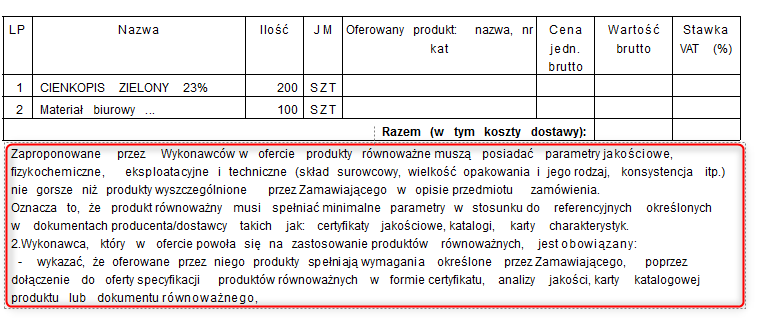 LP Nazwa Ilość JM Oferowany produkt: nazwa, nr kat Cena jedn. brutto Wartość brutto Stawka VAT (%)
1 CIENKOPIS ZIELONY 23% 200 SZT
2 Materiał biurowy ... 100 SZT
Razem (w tym koszty dostawy):
Zaproponowane przez Wykonawców w ofercie produkty równoważne muszą posiadać parametry jakościowe,
fizykochemiczne, eksploatacyjne i techniczne (skład surowcowy, wielkość opakowania i jego rodzaj, konsystencja itp.)
nie gorsze niż produkty wyszczególnione przez Zamawiającego w opisie przedmiotu zamówienia.
Oznacza to, że produkt równoważny musi spełniać minimalne parametry w stosunku do referencyjnych określonych
w dokumentach producenta/dostawcy takich jak: certyfikaty jakościowe, katalogi, karty charakterystyk.
2.Wykonawca, który w ofercie powoła się na zastosowanie produktów równoważnych, jest obowiązany:
- wykazać, że oferowane przez niego produkty spełniają wymagania określone przez Zamawiającego, poprzez
dołączenie do oferty specyfikacji produktów równoważnych w formie certyfikatu, analizy jakości, karty katalogowej
produktu lub dokumentu równoważnego,